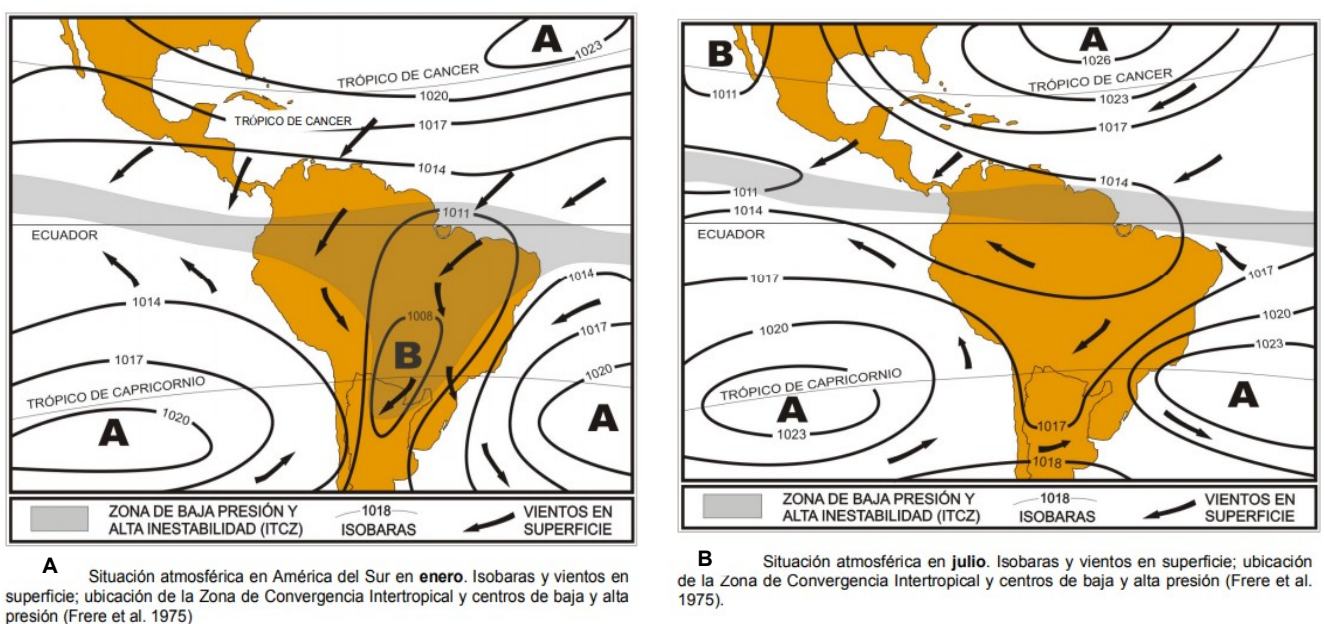 A
1023
TRÓPICO DE CANCER
1020
TRÓPICO DE CANCER
1017
1014
1011
ECUADOR
1014
1014
1008
1017
B
1017
1020
TRÓPICO DE CAPRICORNIO
1020
A
A
ZONA DE BAJA PRESIÓN Y
ALTA INESTABILIDAD (ITCZ)
1018
ISOBARAS
VIENTOS EN
SUPERFICIE
A Situación atmosférica en América del Sur en enero. Isobaras y vientos en
superficie; ubicación de la Zona de Convergencia Intertropical y centros de baja y alta
presión (Frere et al. 1975)
B
A
1026
TRÓPICO DE CANCER
1011
1023
1017
1014
1011
1014
ECUADOR
1017
1017
1020
1020
1023
TRÓPICO DE CAPRICORNIO
A
A
1023
1017
1018
ZONA DE BAJA PRESIÓN Y
ALTA INESTABILIDAD (ITCZ)
1018
ISOBARAS
VIENTOS EN
SUPERFICIE
B Situación atmosférica en julio. Isobaras y vientos en superficie; ubicación
de la Zona de Convergencia Intertropical y centros de baja y alta presión (Frere et al.
1975).